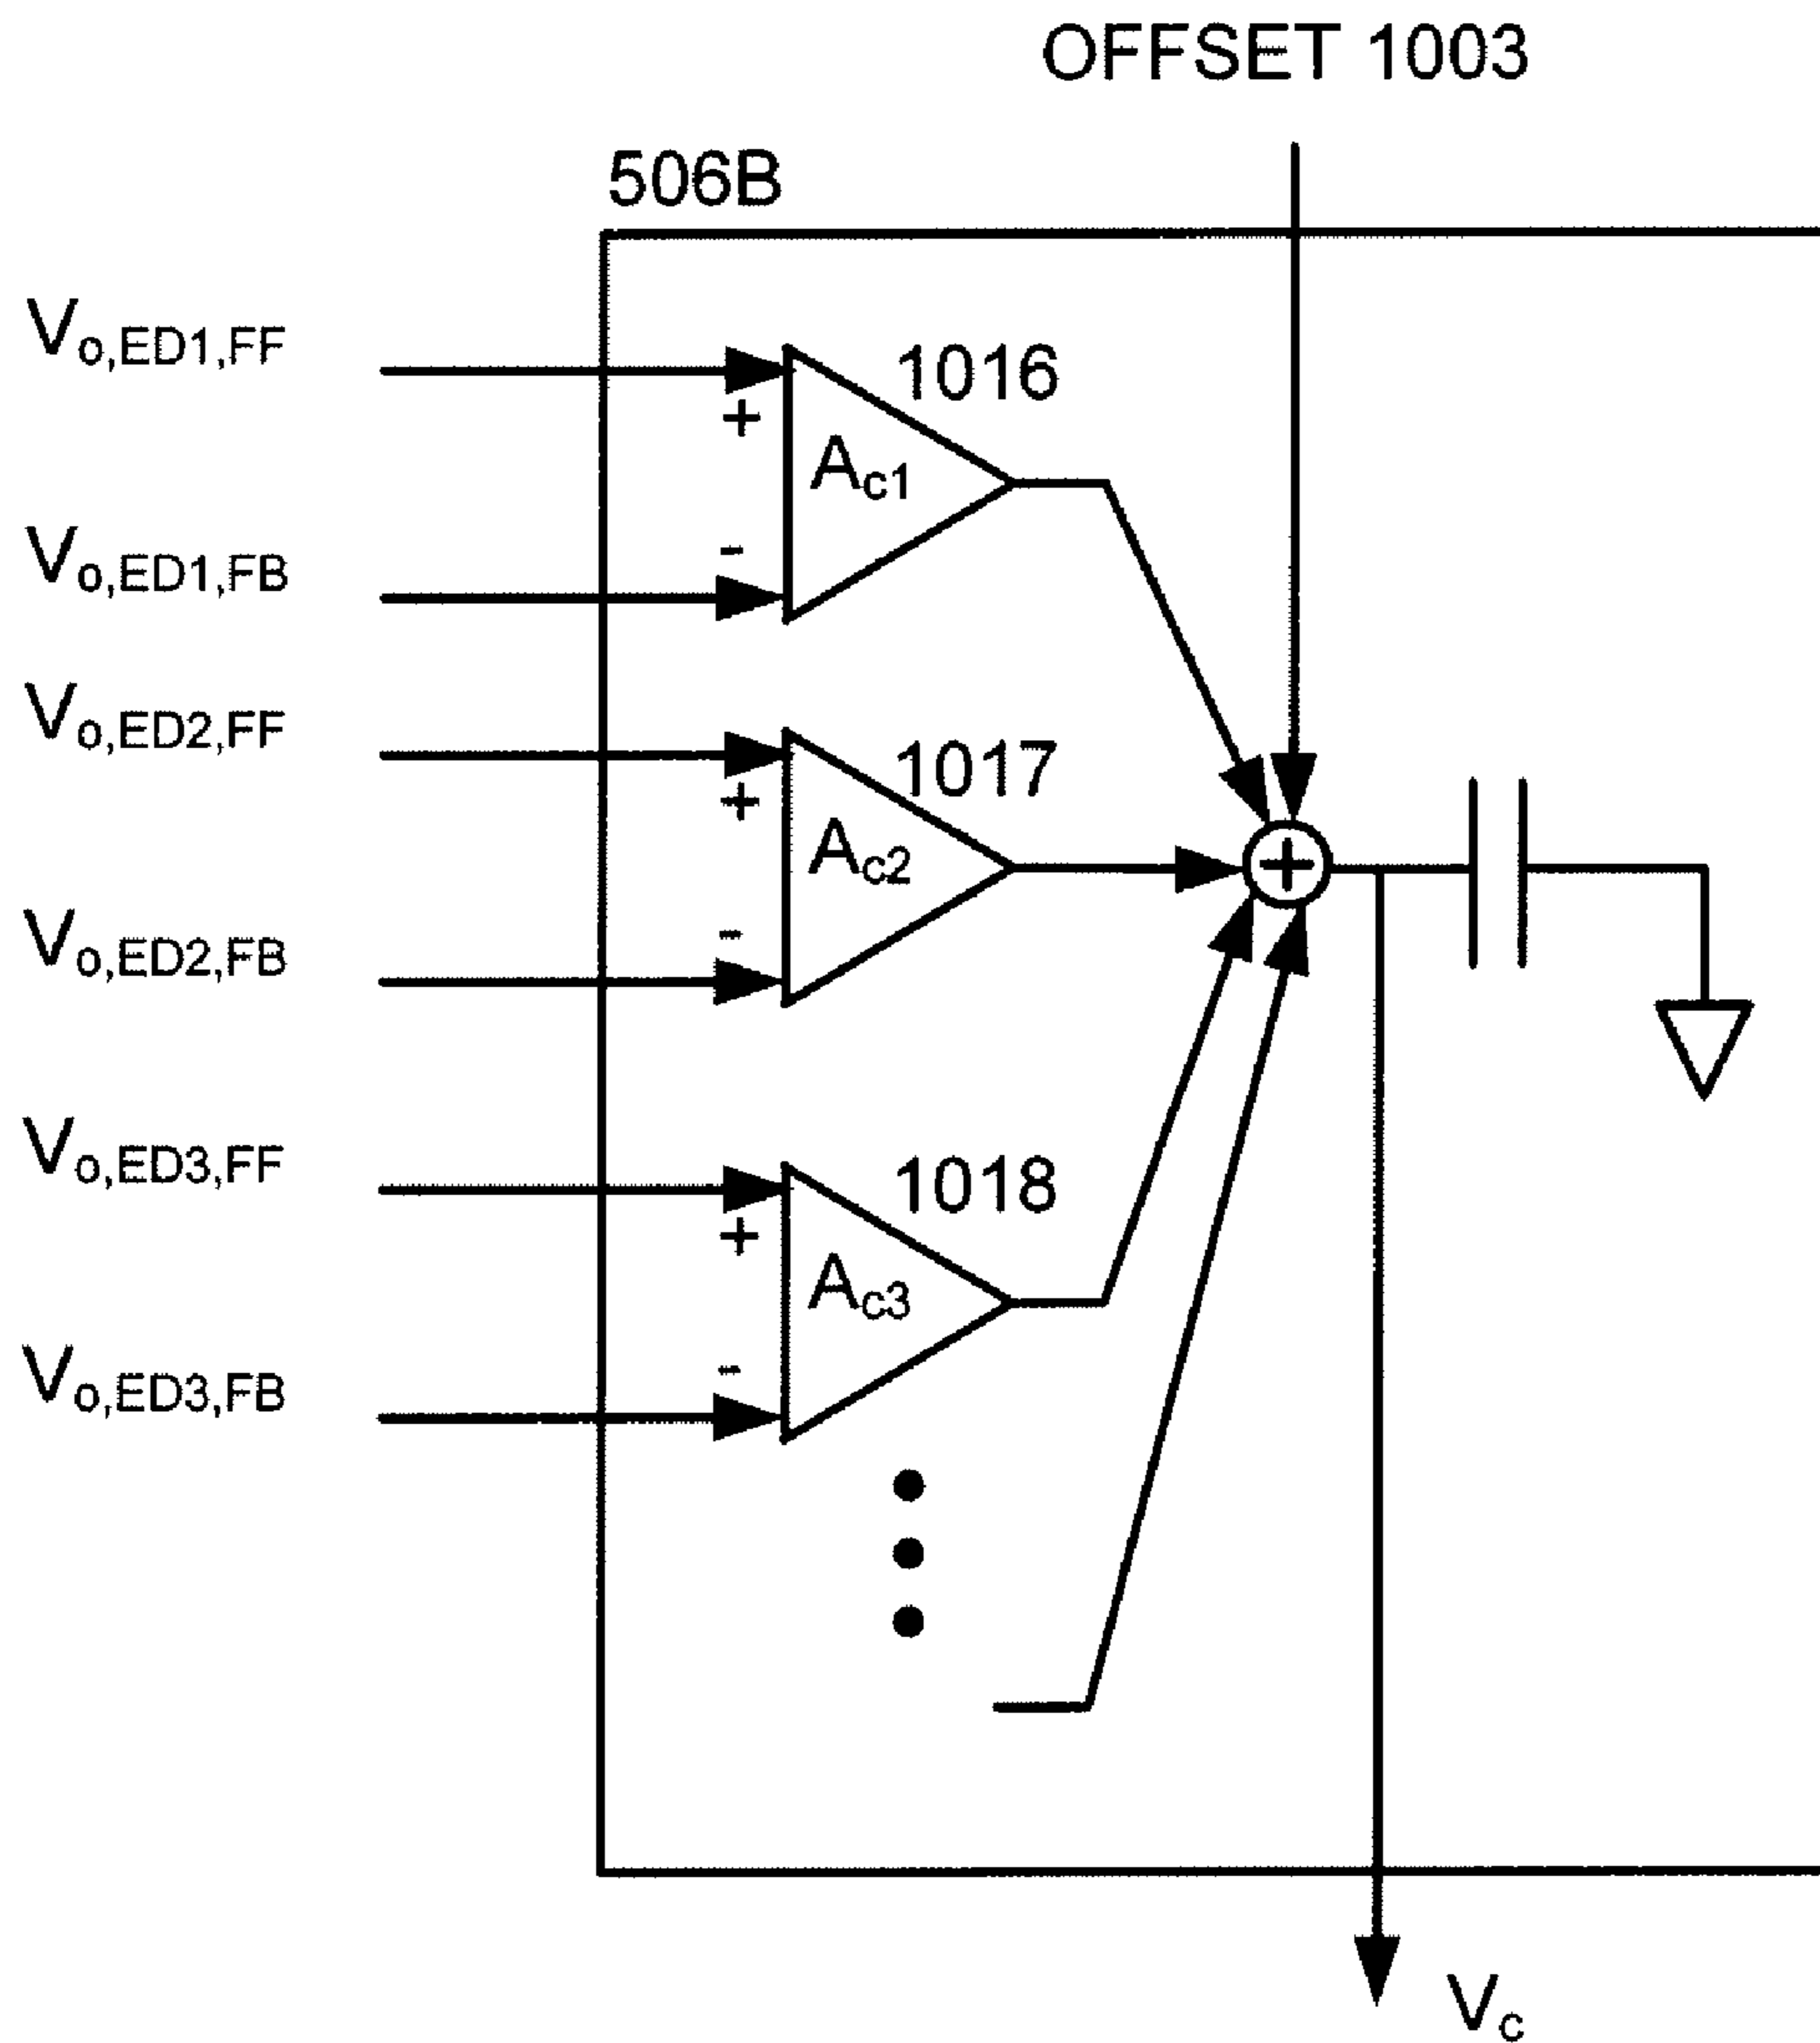 OFFSET 1003
506B
Vo,ED1,FF
+
1016
Ac1
-
Vo,ED1,FB
Vo,ED2,FF
+
1017
Ac2
+
-
Vo,ED2,FB
Vo,ED3,FF
+
1018
Ac3
-
Vo,ED3,FB
Vc